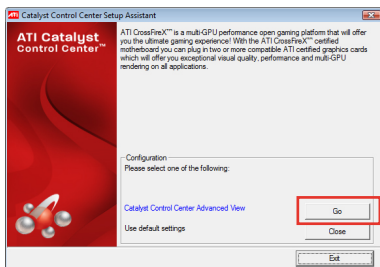 ATI Catalyst Control Center Setup Assistant
ATI Catalyst
Control Center™
ATI CrossFireX™ is a multi-GPU performance open gaming platform that will offer
you the ultimate gaming experience! With the ATI CrossFireX™ certified
motherboard you can plug in two or more compatible ATI certified graphics cards
which will offer you exceptional visual quality, performance and multi-GPU
rendering on all applications.
Configuration
Please select one of the following:
Catalyst Control Center Advanced View
Go
Use default settings
Close
Exit